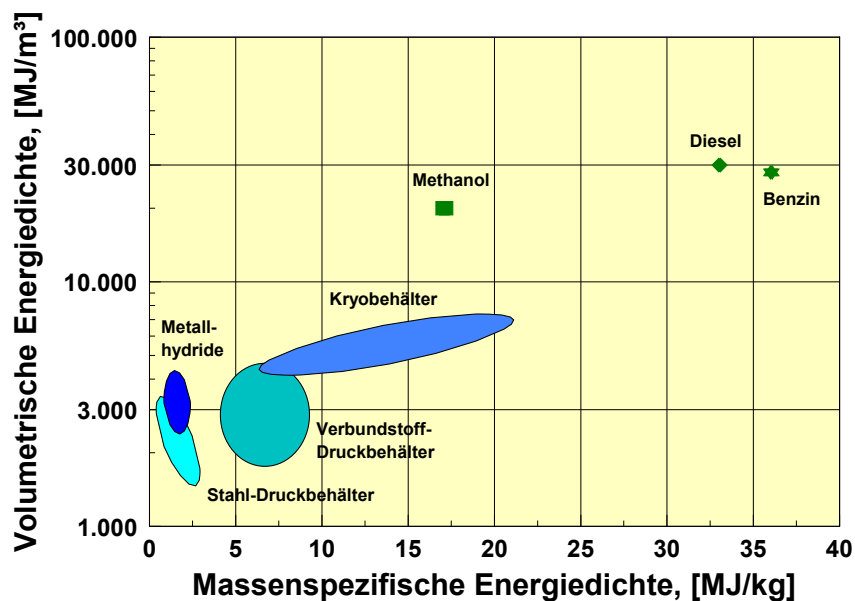 Volumetrische Energiedichte, [MJ/m³]
100.000
30.000
10.000
3.000
1.000
Diesel
Methanol
Benzin
Kryobehälter
Metall-
hydride
Verbundstoff-
Druckbehälter
Stahl-Druckbehälter
0 5 10 15 20 25 30 35 40
Massenspezifische Energiedichte, [MJ/kg]